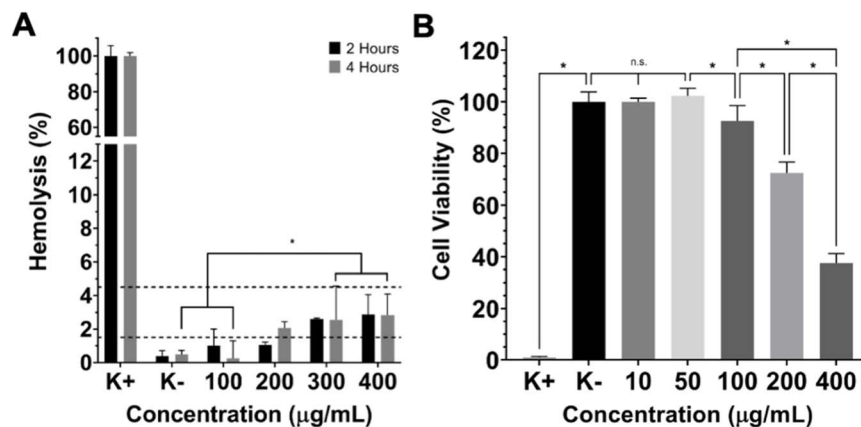 A
2 Hours
4 Hours
Hemolysis (%)
100
80
60
14
12
10
8
6
4
2
0
*
K+ K- 100 200 300 400
Concentration (μg/mL)
B
Cell Viability (%)
120
100
80
60
40
20
0
* n.s. * * * *
K+ K- 10 50 100 200 400
Concentration (μg/mL)